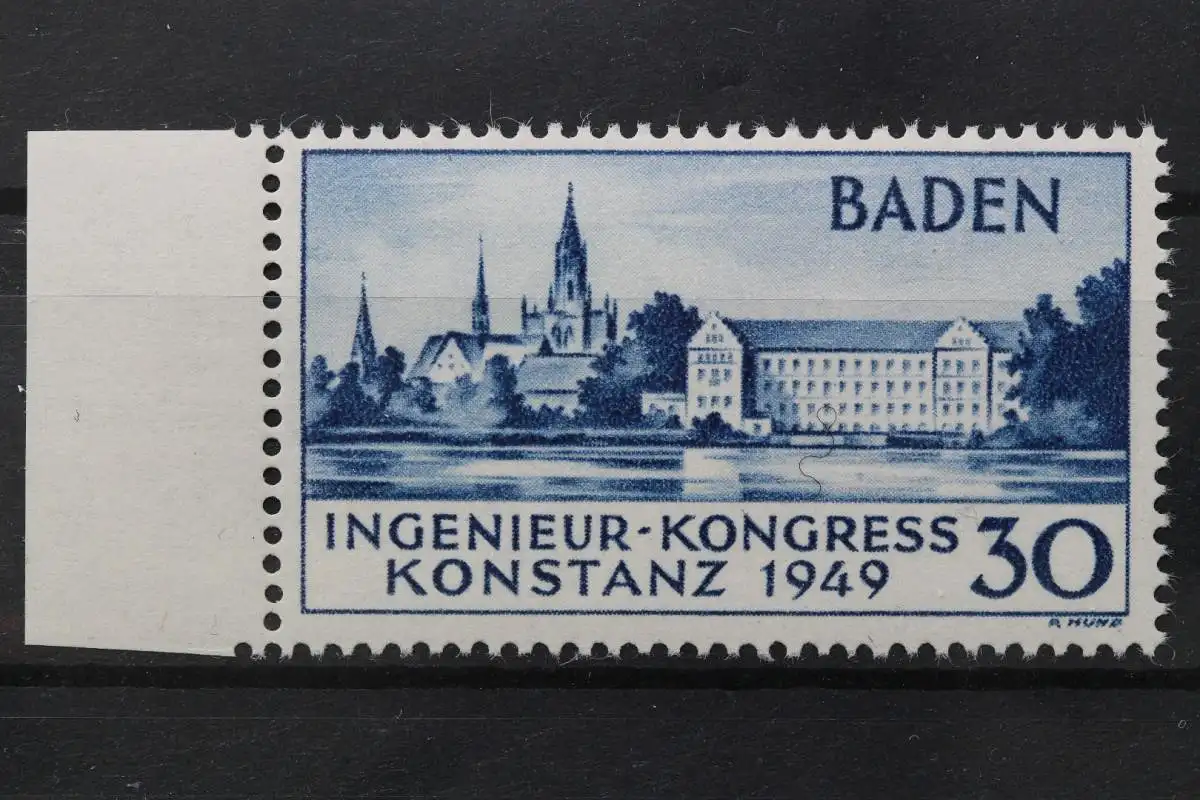 BADEN
INGENIEUR-KONGRESS
KONSTANZ 1949
30